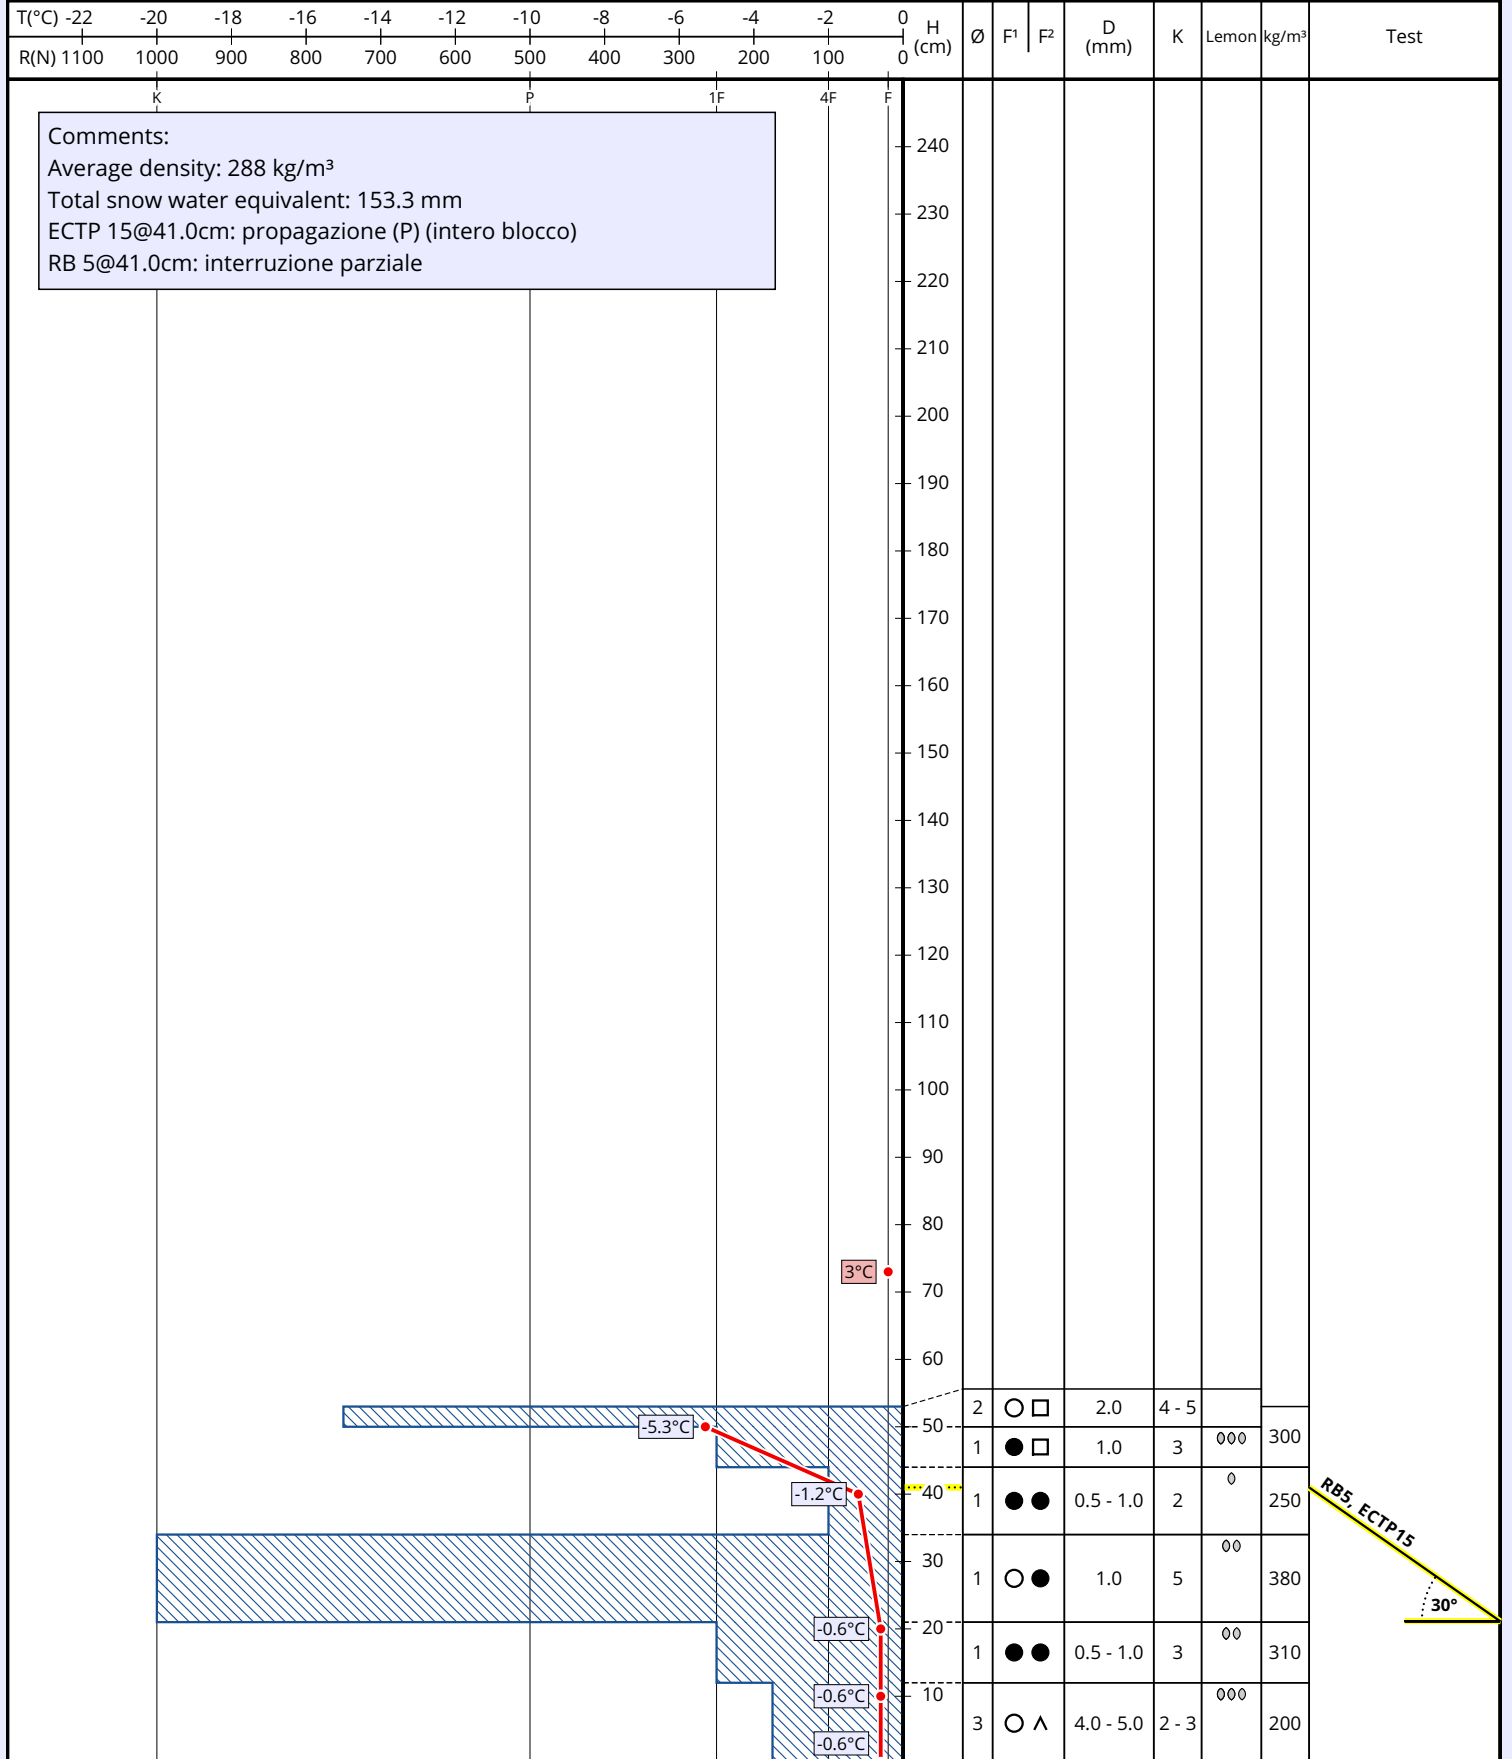 T(°C) -22 -20 -18 -16 -14 -12 -10 -8 -6 -4 -2 0
R(N) 1100 1000 900 800 700 600 500 400 300 200 100 0
H (cm) Ø F¹ F² D (mm) K Lemon kg/m³ Test
K P 1F 4F F
Comments:
Average density: 288 kg/m³
Total snow water equivalent: 153.3 mm
ECTP 15@41.0cm: propagazione (P) (intero blocco)
RB 5@41.0cm: interruzione parziale
240
230
220
210
200
190
180
170
160
150
140
130
120
110
100
90
80
3°C
70
60
2 2.0 4 - 5
-5.3°C 50 300
1 1.0 3
-1.2°C 40 1 0.5 - 1.0 2 250
RB5, ECTP15
30
1 1.0 5 380
30°
-0.6°C 20
1 0.5 - 1.0 3 310
-0.6°C 10
3 4.0 - 5.0 2 - 3 200
-0.6°C